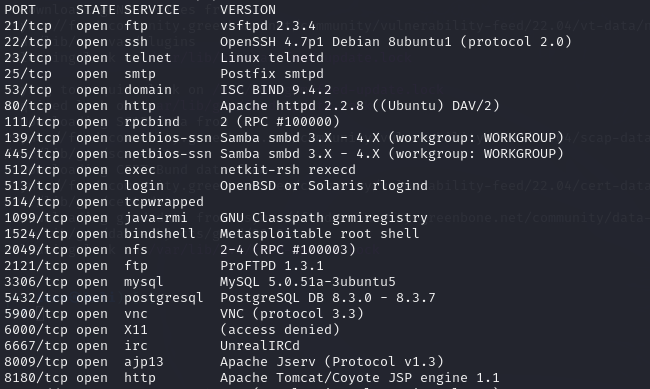 PORT STATE SERVICE VERSION
21/tcp open ftp vsftpd 2.3.4
22/tcp open ssh OpenSSH 4.7p1 Debian 8ubuntu1 (protocol 2.0)
23/tcp open telnet Linux telnetd
25/tcp open smtp Postfix smtpd
53/tcp open domain ISC BIND 9.4.2
80/tcp open http Apache httpd 2.2.8 ((Ubuntu) DAV/2)
111/tcp open rpcbind 2 (RPC #100000)
139/tcp open netbios-ssn Samba smbd 3.X - 4.X (workgroup: WORKGROUP)
445/tcp open netbios-ssn Samba smbd 3.X - 4.X (workgroup: WORKGROUP)
512/tcp open exec netkit-rsh rexecd
513/tcp open login OpenBSD or Solaris rlogind
514/tcp open tcpwrapped
1099/tcp open java-rmi GNU Classpath grmiregistry
1524/tcp open bindshell Metasploitable root shell
2049/tcp open nfs 2-4 (RPC #100003)
2121/tcp open ftp ProFTPD 1.3.1
3306/tcp open mysql MySQL 5.0.51a-3ubuntu5
5432/tcp open postgresql PostgreSQL DB 8.3.0 - 8.3.7
5900/tcp open vnc VNC (protocol 3.3)
6000/tcp open X11 (access denied)
6667/tcp open irc UnrealIRCd
8009/tcp open ajp13 Apache Jserv (Protocol v1.3)
8180/tcp open http Apache Tomcat/Coyote JSP engine 1.1